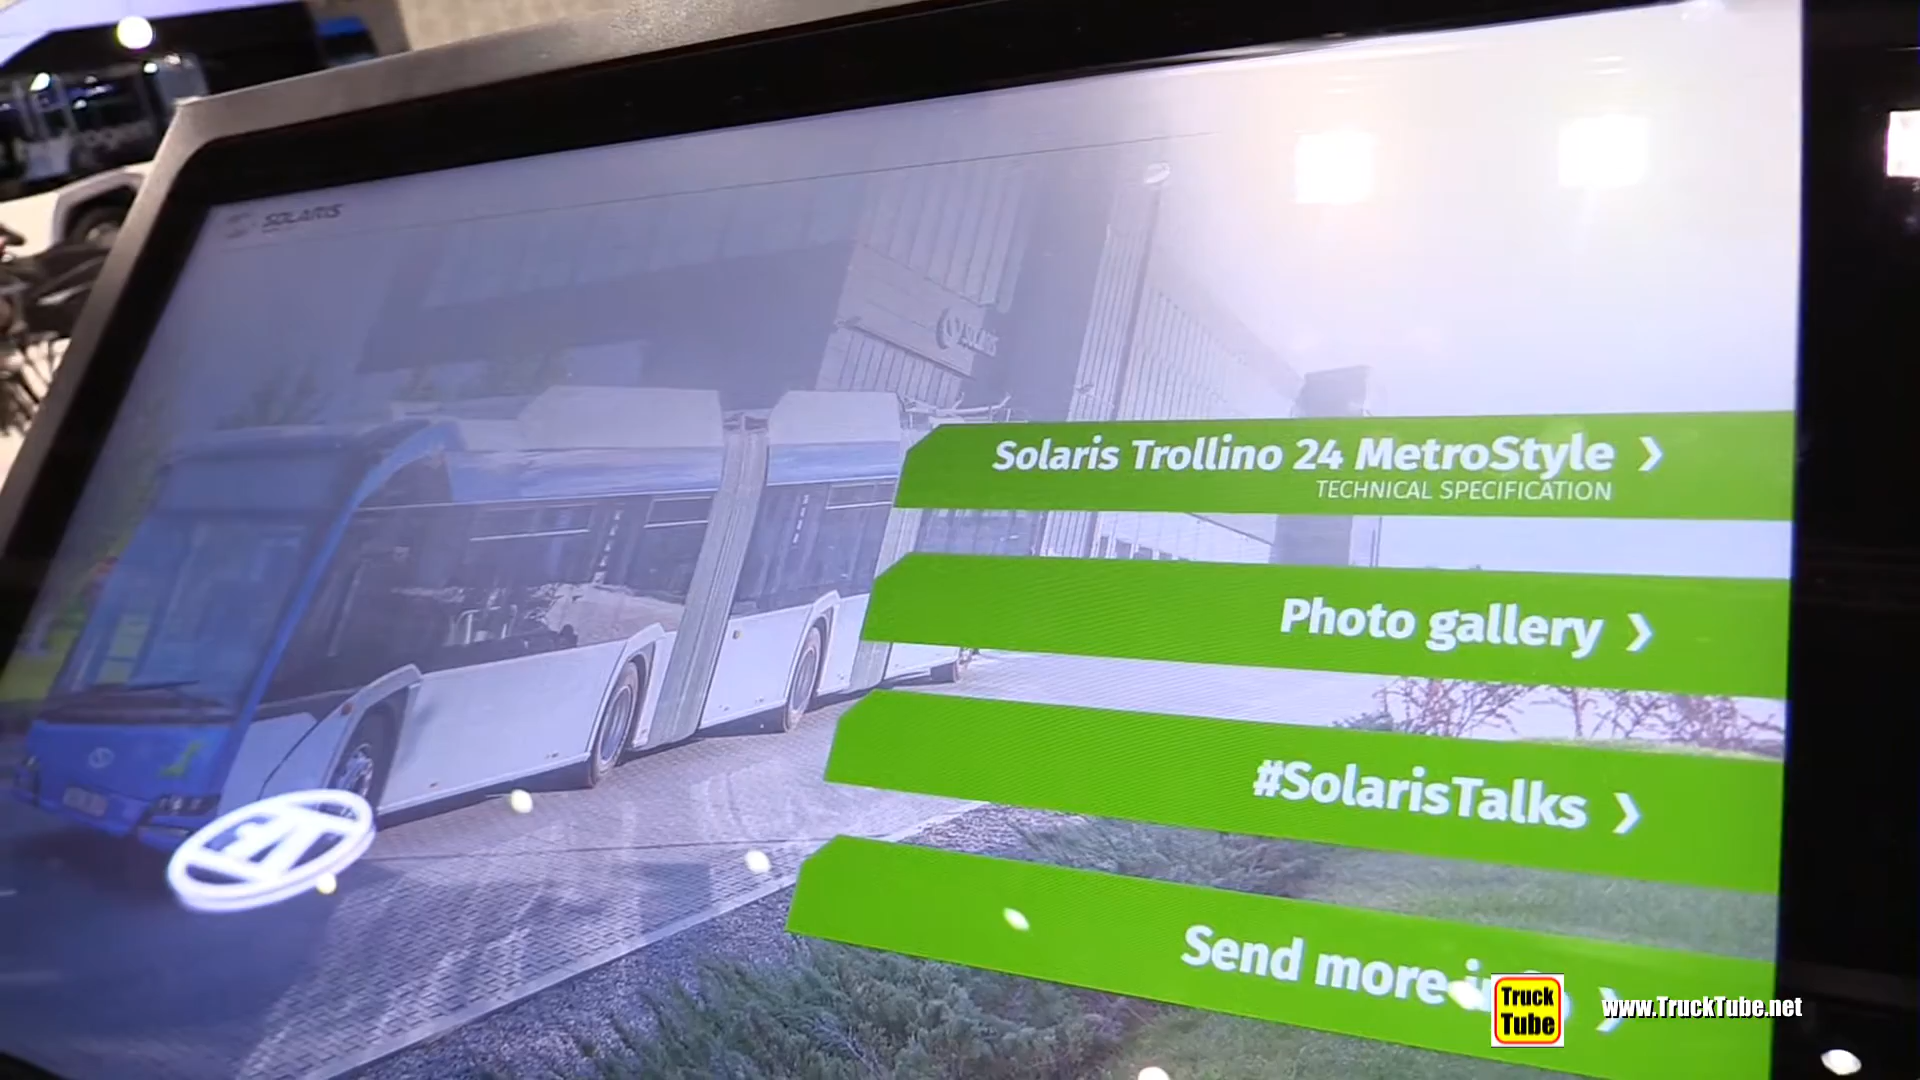 SOLARIS
SOLARIS
Solaris Trollino 24 MetroStyle
TECHNICAL SPECIFICATION
Photo gallery
#SolarisTalks
Send more
Truck
Tube
www.TruckTube.net